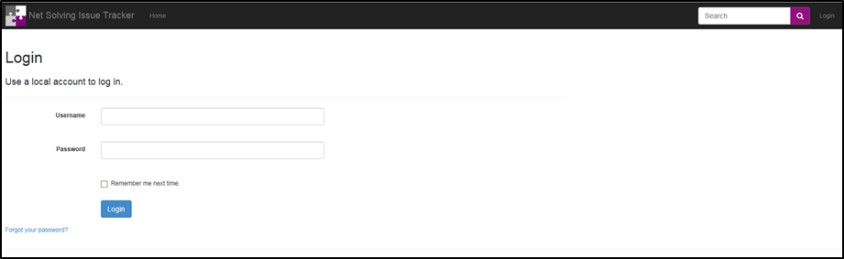 Net Solving Issue Tracker Home Search Login
Login
Use a local account to log in.
Username
Password
Remember me next time.
Login
Forgot your password?